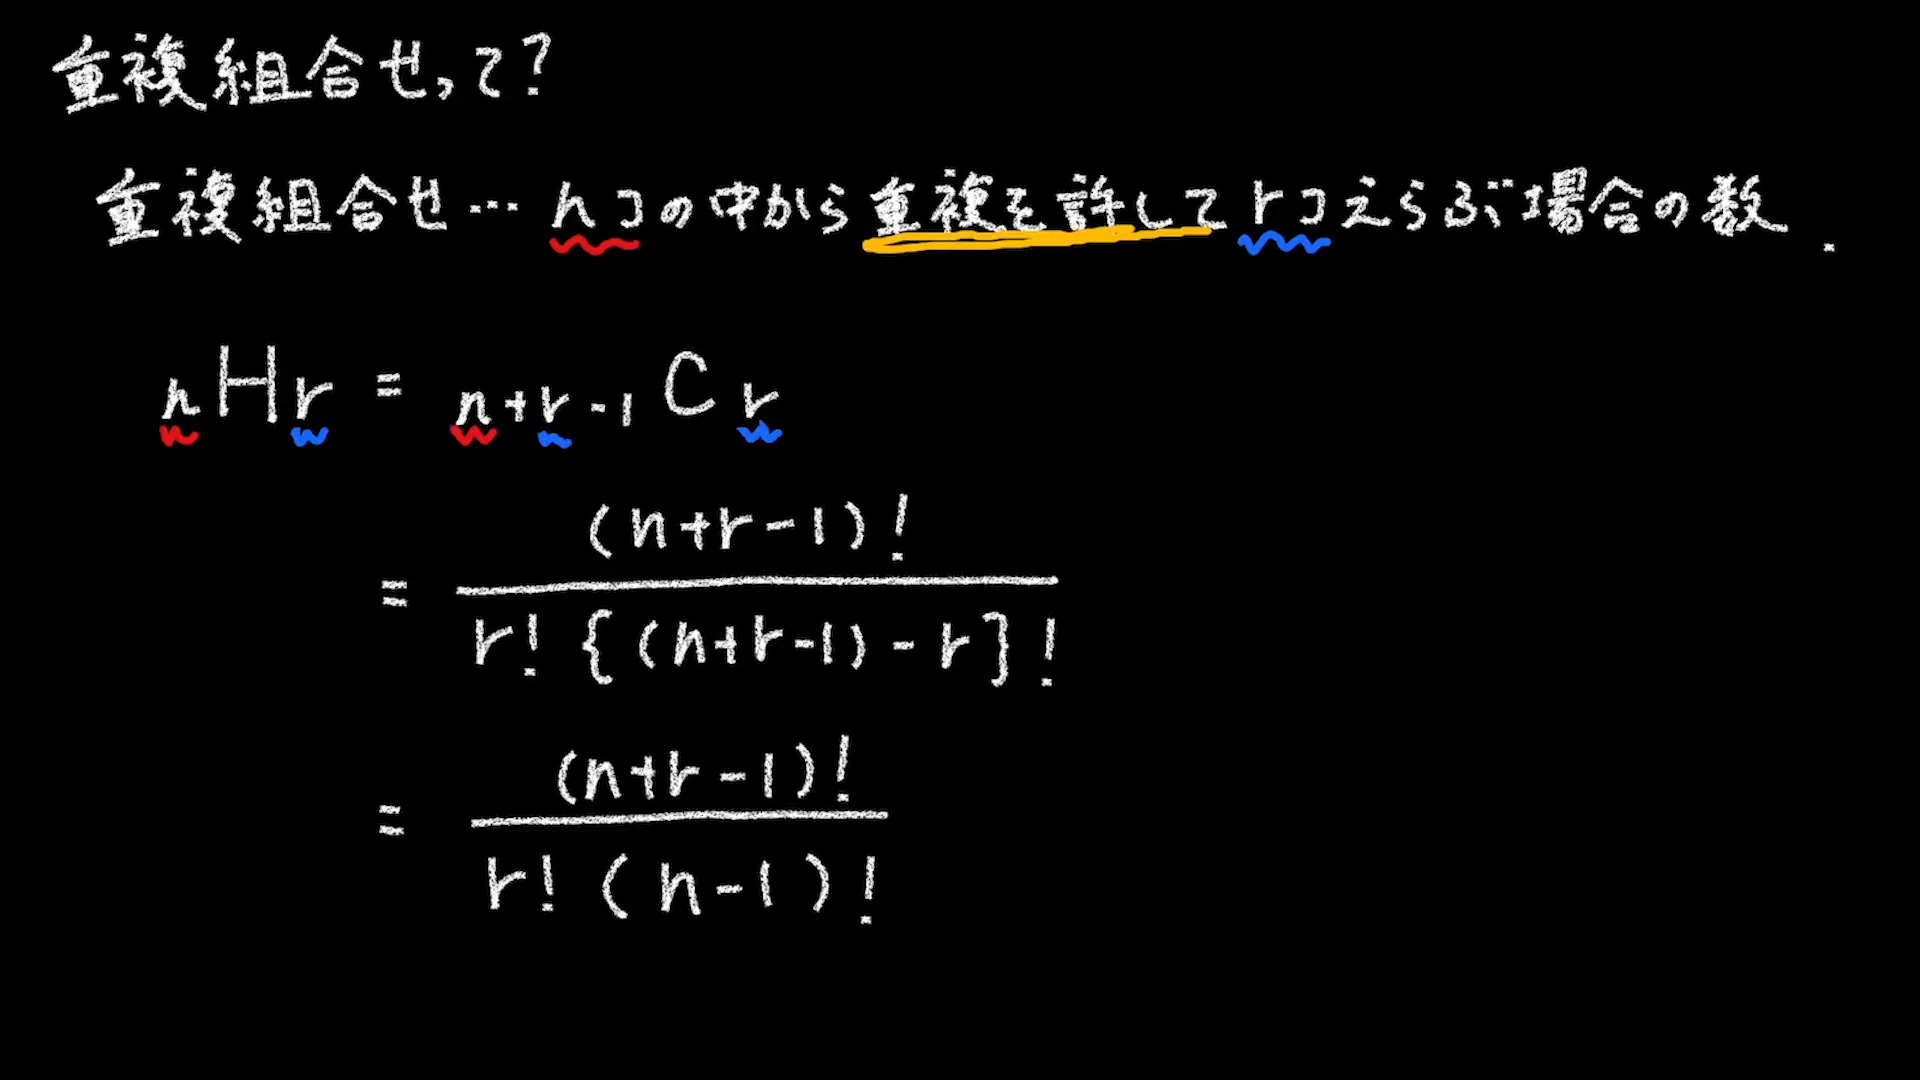 重複組合せって?
重複組合せ… nコの中から重複を許してrコえらぶ場合の数.
nHr = n+r-1Cr
= (n+r-1)! / r!{(n+r-1)-r}!
= (n+r-1)! / r!(n-1)!